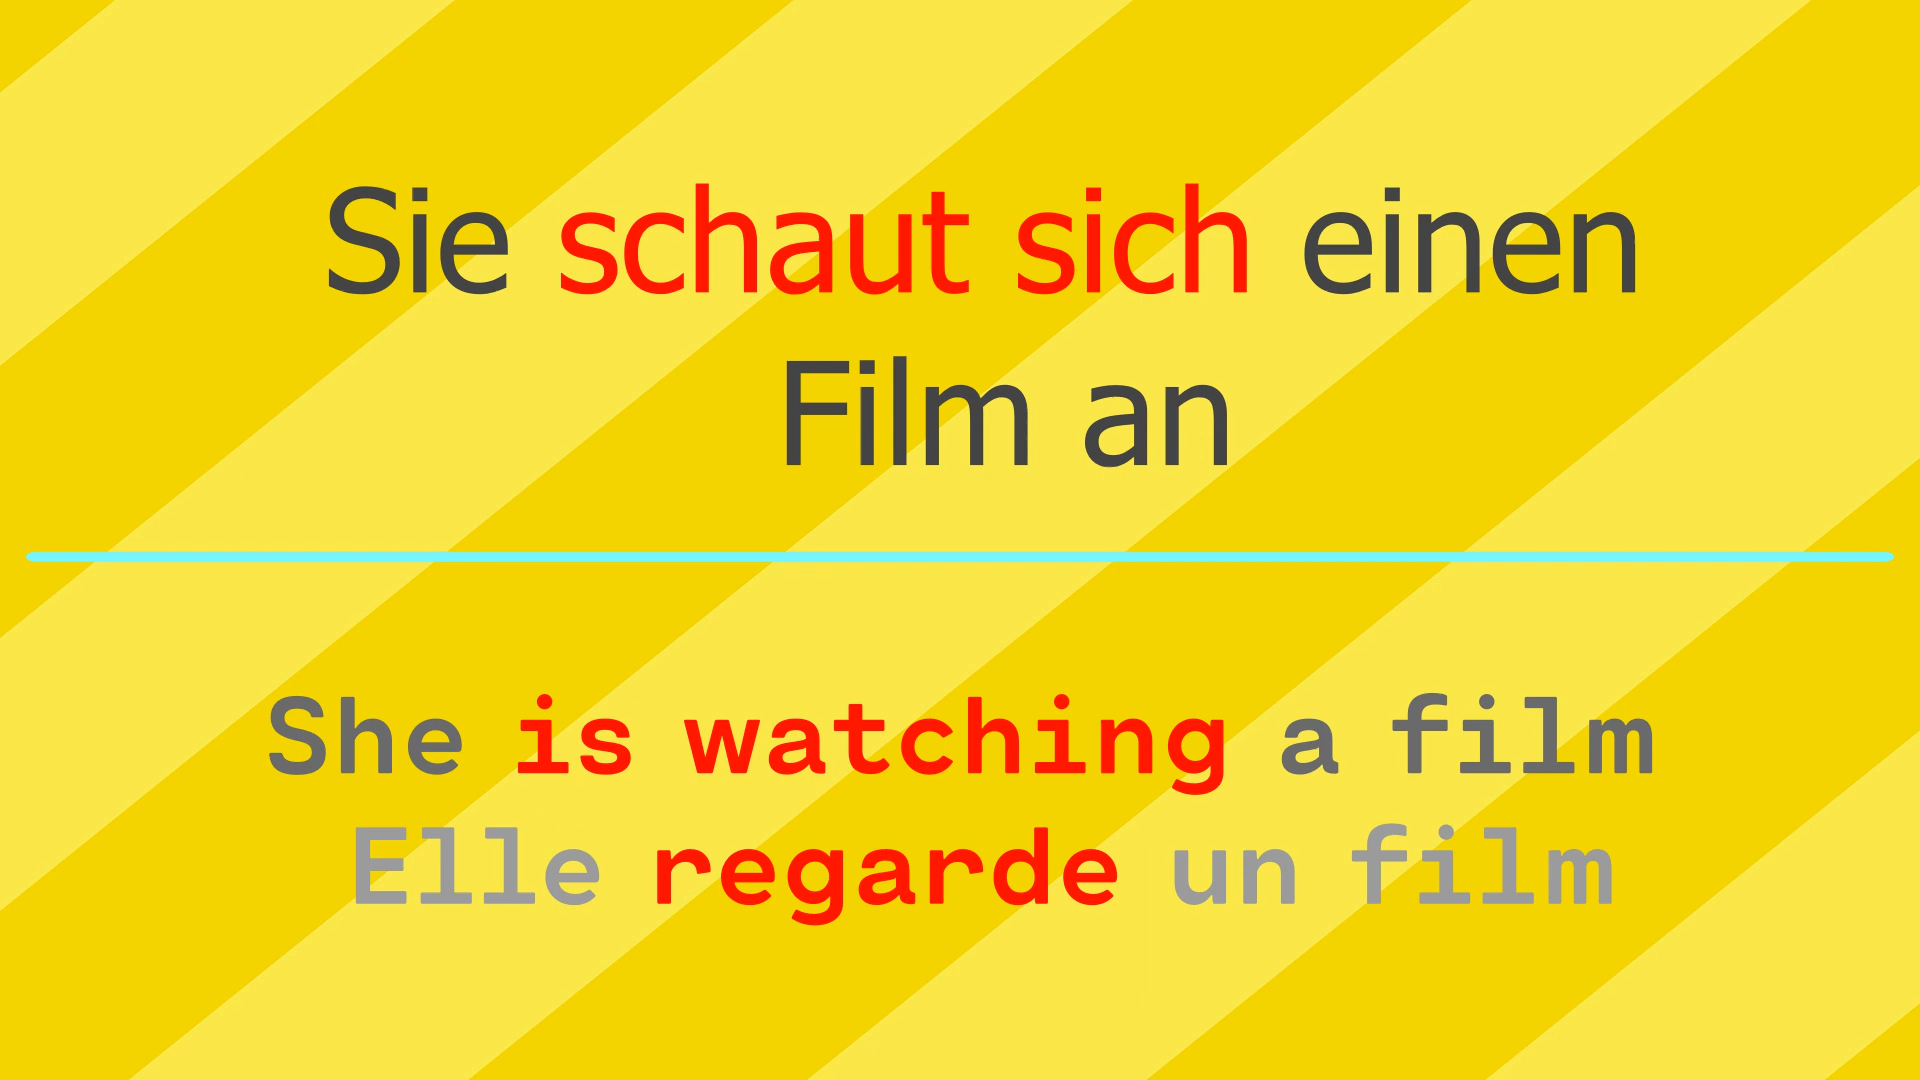 Sie schaut sich einen
Film an
She is watching a film
Elle regarde un film